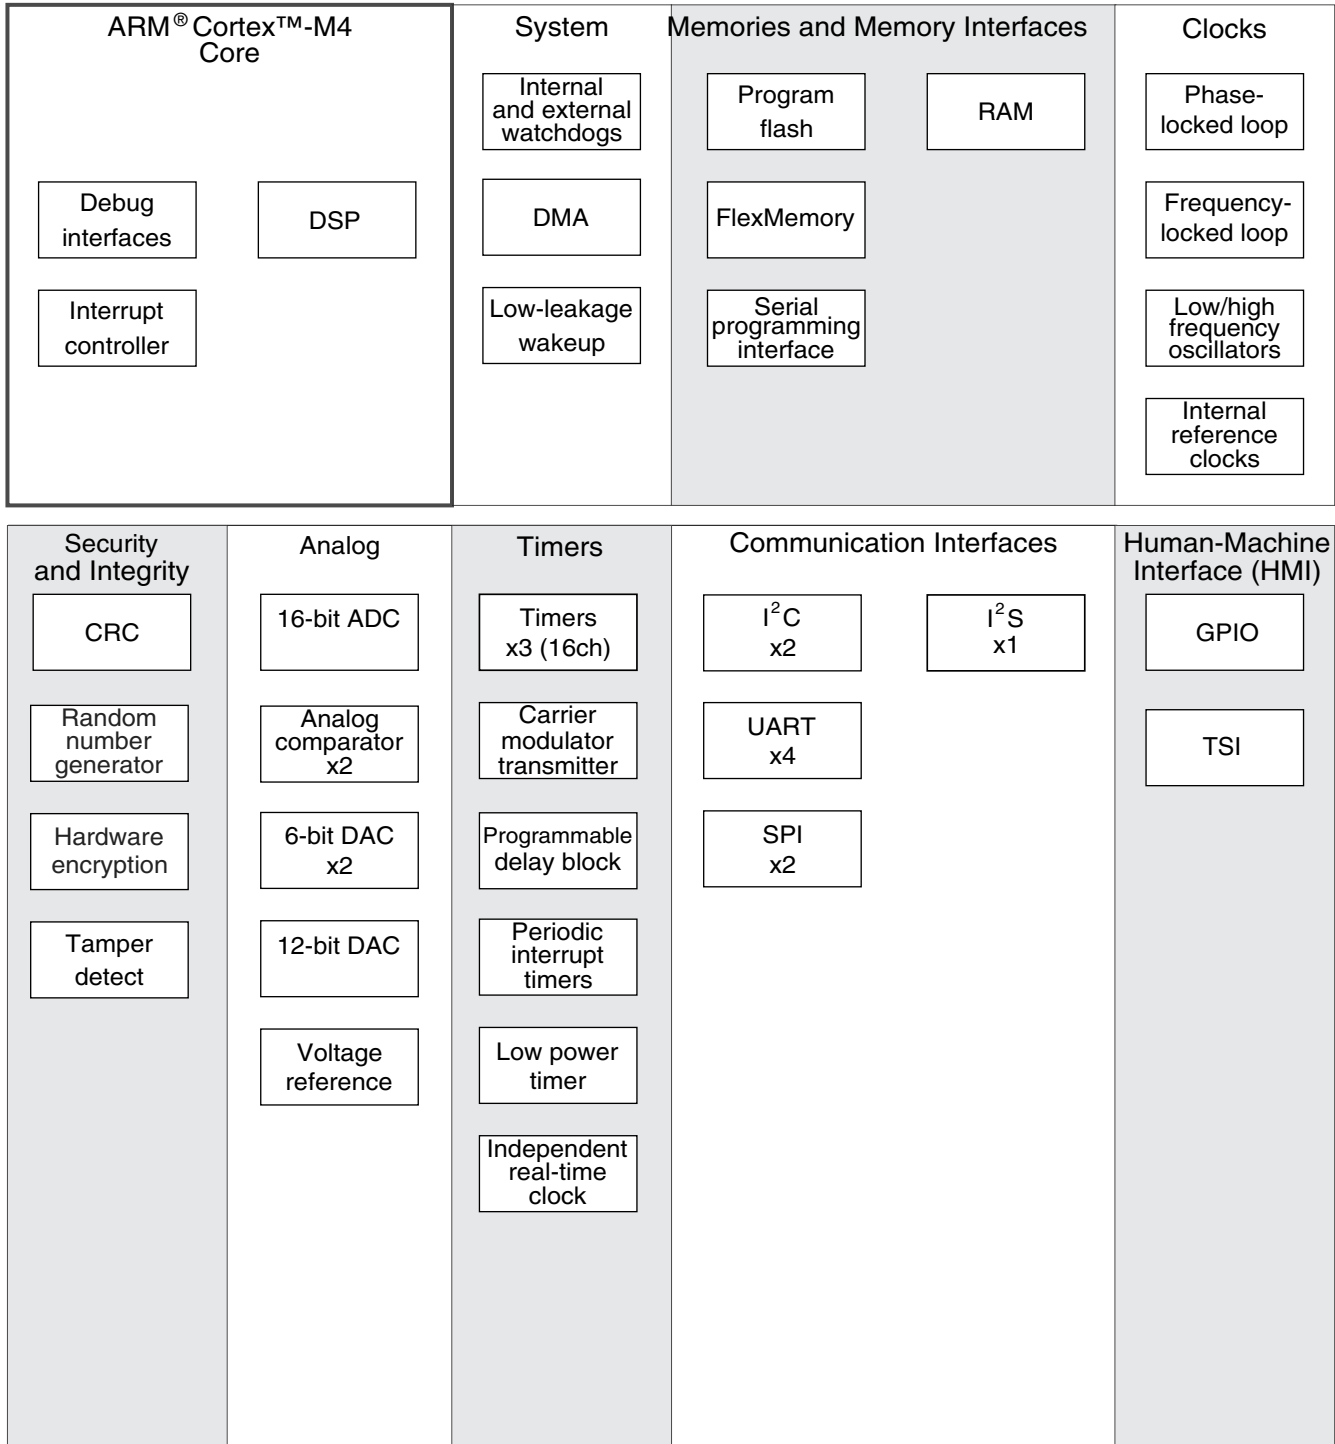 ARM® Cortex™-M4
Core
Debug
interfaces
DSP
Interrupt
controller
System
Internal
and external
watchdogs
DMA
Low-leakage
wakeup
Memories and Memory Interfaces
Program
flash
RAM
FlexMemory
Serial
programming
interface
Clocks
Phase-
locked loop
Frequency-
locked loop
Low/high
frequency
oscillators
Internal
reference
clocks
Security
and Integrity
CRC
Random
number
generator
Hardware
encryption
Tamper
detect
Analog
16-bit ADC
Analog
comparator
x2
6-bit DAC
x2
12-bit DAC
Voltage
reference
Timers
Timers
x3 (16ch)
Carrier
modulator
transmitter
Programmable
delay block
Periodic
interrupt
timers
Low power
timer
Independent
real-time
clock
Communication Interfaces
I²C
x2
I²S
x1
UART
x4
SPI
x2
Human-Machine
Interface (HMI)
GPIO
TSI